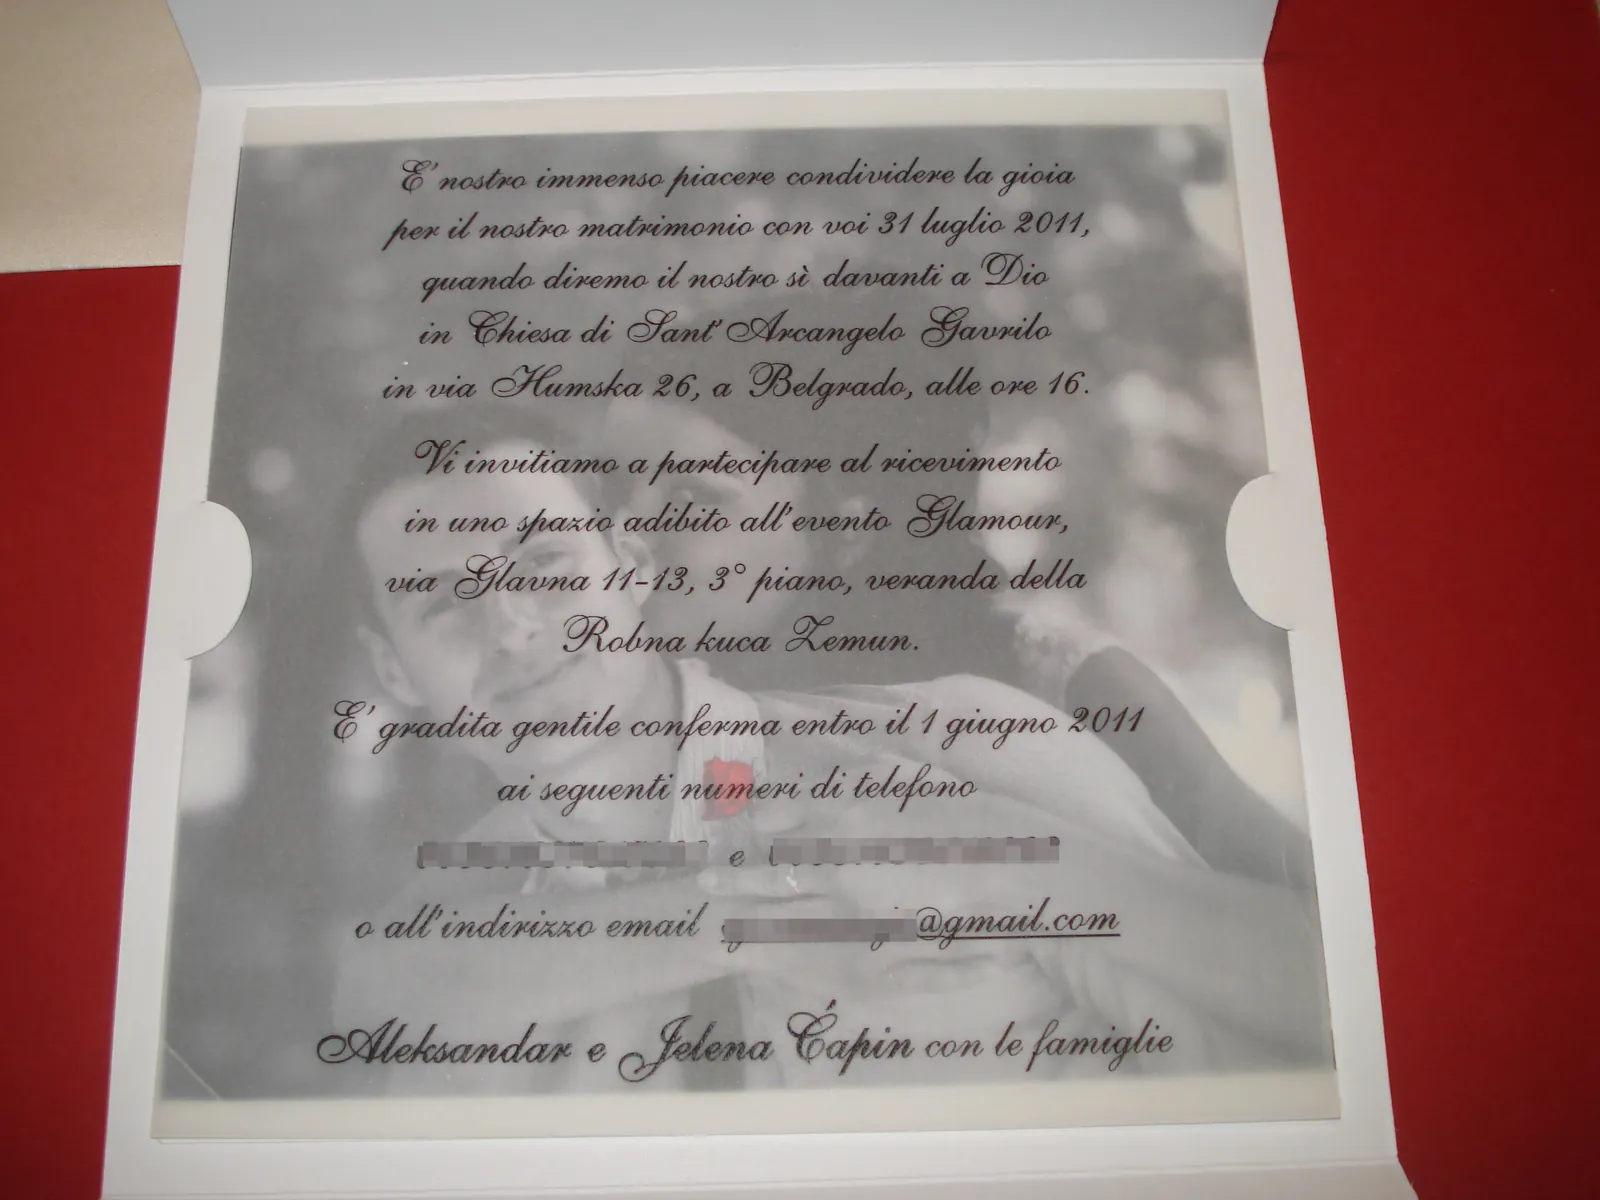 E' nostro immenso piacere condividere la gioia
per il nostro matrimonio con voi 31 luglio 2011,
quando diremo il nostro sì davanti a Dio
in Chiesa di Sant' Arcangelo Gavrilo
in via Humska 26, a Belgrado, alle ore 16.
Vi invitiamo a partecipare al ricevimento
in uno spazio adibito all'evento Glamour,
via Glavna 11-13, 3° piano, veranda della
Robna kuca Zemun.
E' gradita gentile conferma entro il 1 giugno 2011
ai seguenti numeri di telefono
e
o all'indirizzo email @gmail.com
Aleksandar e Jelena Ćapin con le famiglie